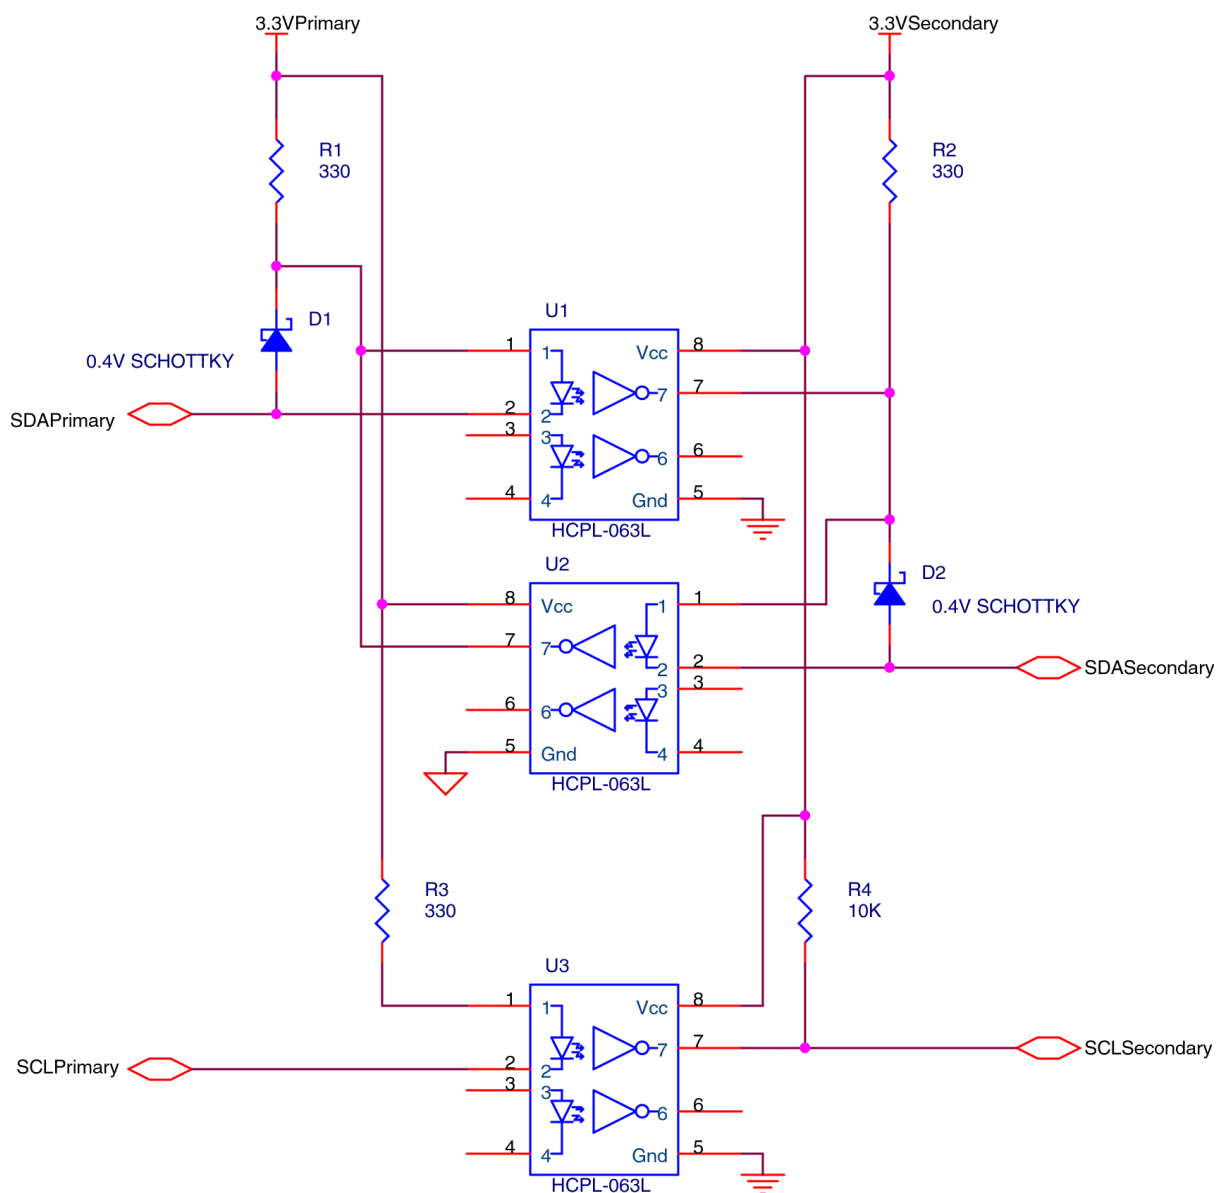 3.3VPrimary
3.3VSecondary
R1
330
R2
330
D1
0.4V SCHOTTKY
SDAPrimary
U1
1
2
3
4
1
2
3
4
Vcc
7
6
Gnd
8
7
6
5
HCPL-063L
U2
8
7
6
5
Vcc
7
6
Gnd
1
2
3
4
1
2
3
4
HCPL-063L
D2
0.4V SCHOTTKY
SDASecondary
R3
330
R4
10K
U3
1
2
3
4
1
2
3
4
Vcc
7
6
Gnd
8
7
6
5
HCPL-063L
SCLPrimary
SCLSecondary